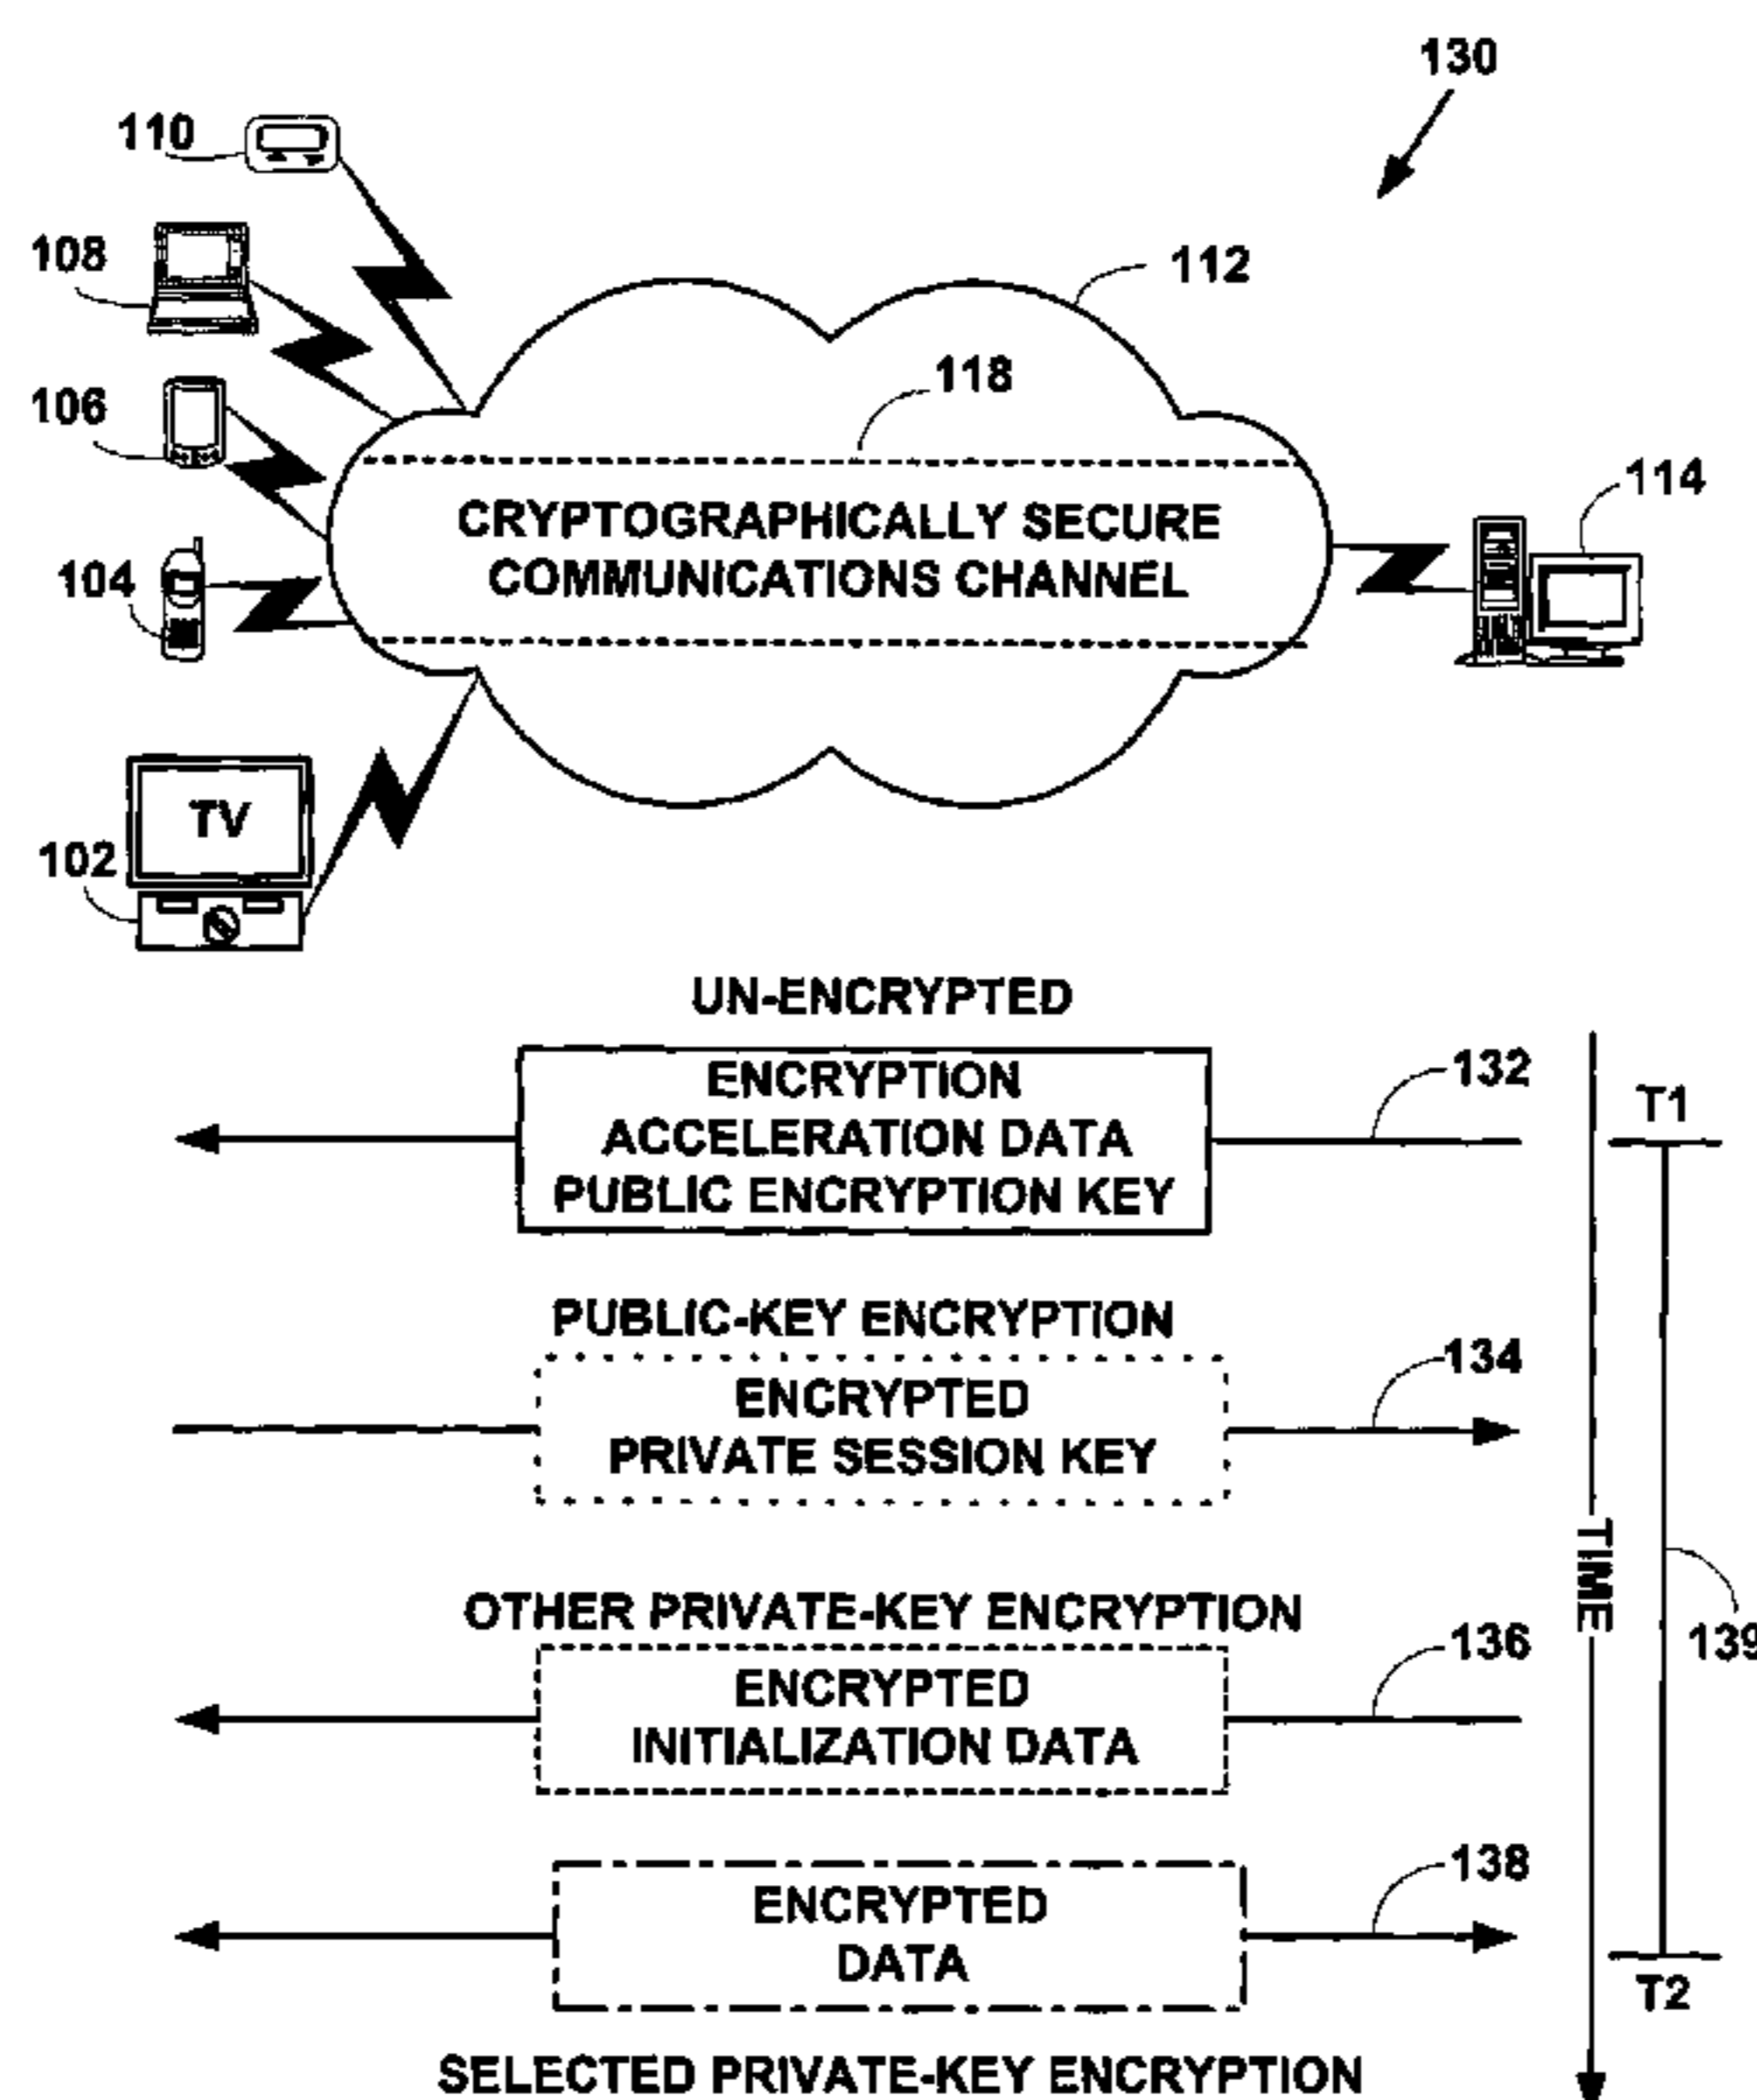 130
110
108
112
106
118
114
CRYPTOGRAPHICALLY SECURE
COMMUNICATIONS CHANNEL
104
TV
102
UN-ENCRYPTED
ENCRYPTION
ACCELERATION DATA
PUBLIC ENCRYPTION KEY
132
T1
PUBLIC-KEY ENCRYPTION
ENCRYPTED
PRIVATE SESSION KEY
134
TIME
OTHER PRIVATE-KEY ENCRYPTION
ENCRYPTED
INITIALIZATION DATA
136
139
ENCRYPTED
DATA
138
T2
SELECTED PRIVATE-KEY ENCRYPTION